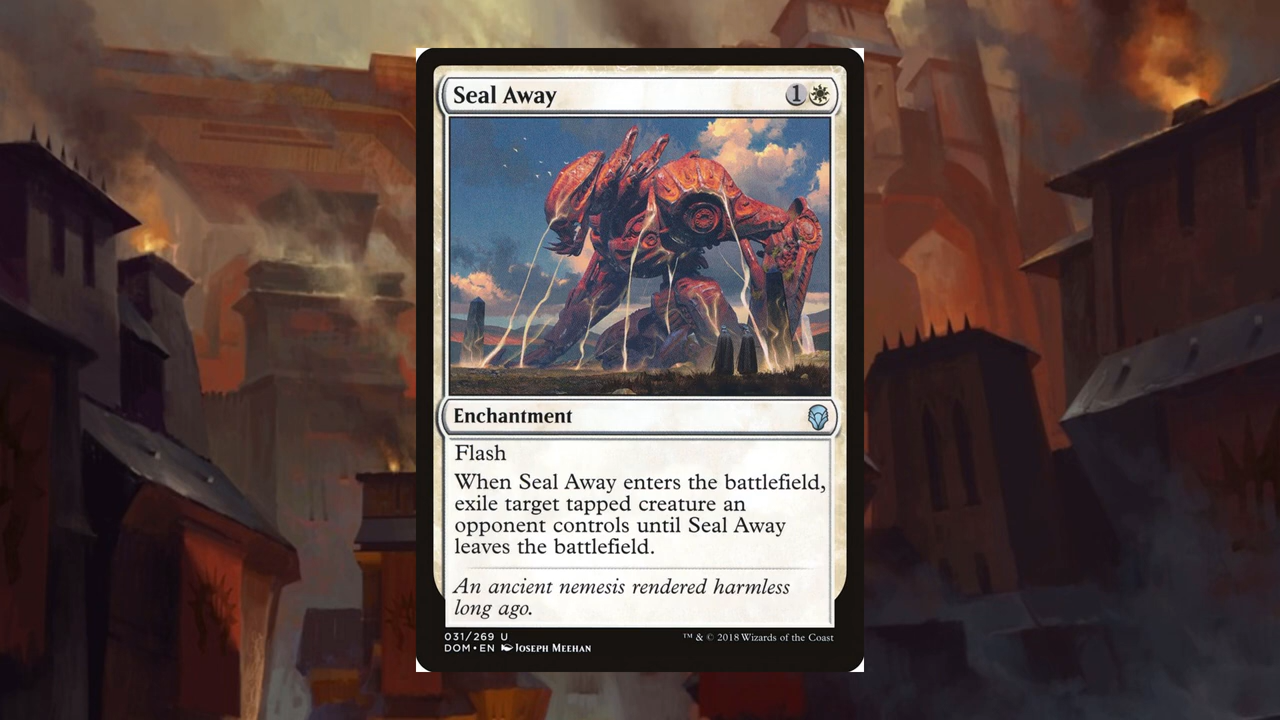 Seal Away 1
Enchantment
Flash
When Seal Away enters the battlefield,
exile target tapped creature an
opponent controls until Seal Away
leaves the battlefield.
An ancient nemesis rendered harmless
long ago.
031/269 U ™ & © 2018 Wizards of the Coast
DOM • EN Joseph Meehan